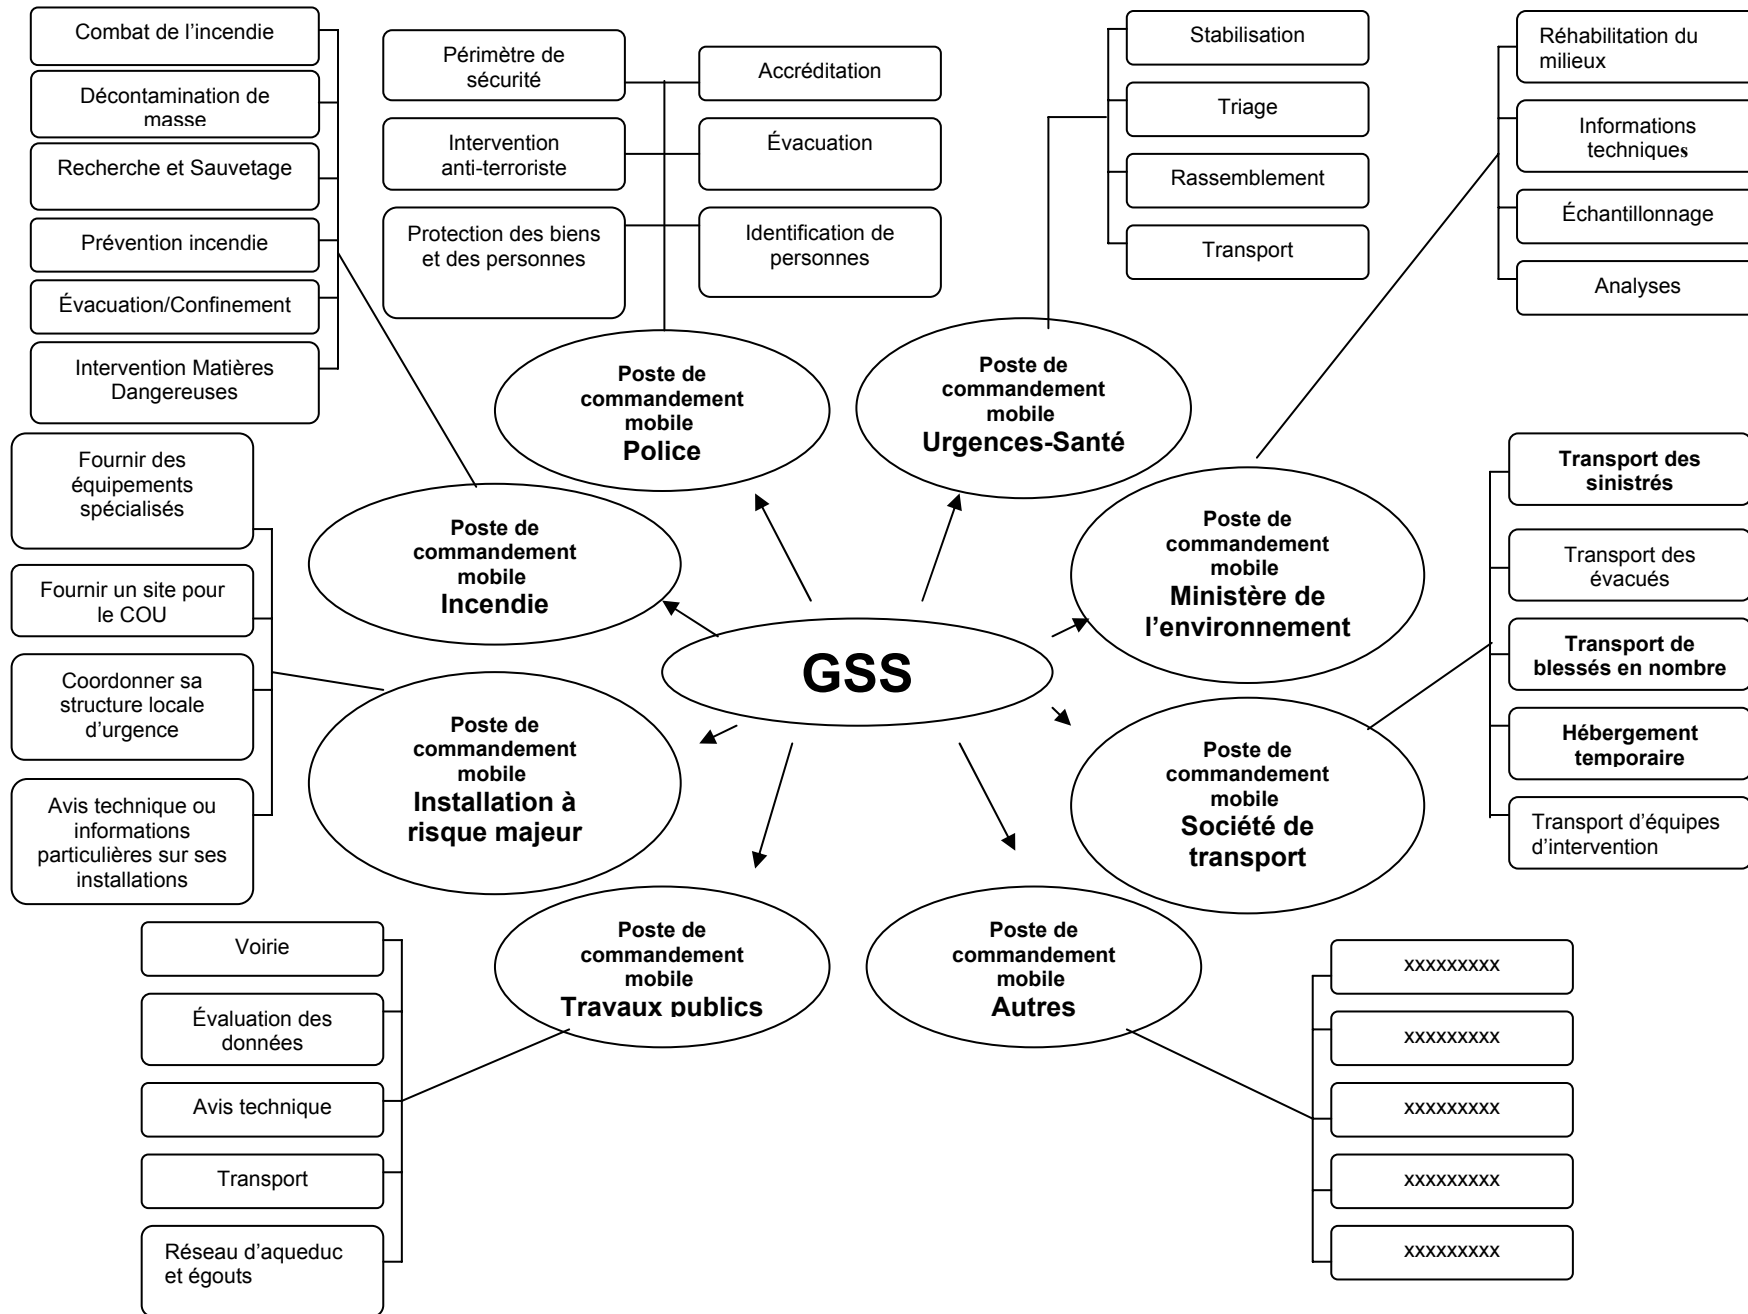 Combat de l'incendie
Décontamination de
masse
Recherche et Sauvetage
Prévention incendie
Évacuation/Confinement
Intervention Matières
Dangereuses
Périmètre de
sécurité
Accréditation
Intervention
anti-terroriste
Évacuation
Protection des biens
et des personnes
Identification de
personnes
Stabilisation
Triage
Rassemblement
Transport
Réhabilitation du
milieux
Informations
techniques
Échantillonnage
Analyses
Poste de
commandement
mobile
Police
Poste de
commandement
mobile
Urgences-Santé
Fournir des
équipements
spécialisés
Fournir un site pour
le COU
Coordonner sa
structure locale
d'urgence
Avis technique ou
informations
particulières sur ses
installations
Poste de
commandement
mobile
Incendie
Poste de
commandement
mobile
Ministère de
l'environnement
GSS
Transport des
sinistrés
Transport des
évacués
Transport de
blessés en nombre
Hébergement
temporaire
Transport d'équipes
d'intervention
Poste de
commandement
mobile
Installation à
risque majeur
Poste de
commandement
mobile
Société de
transport
Poste de
commandement
mobile
Travaux publics
Poste de
commandement
mobile
Autres
Voirie
Évaluation des
données
Avis technique
Transport
Réseau d'aqueduc
et égouts
xxxxxxxxx
xxxxxxxxx
xxxxxxxxx
xxxxxxxxx
xxxxxxxxx